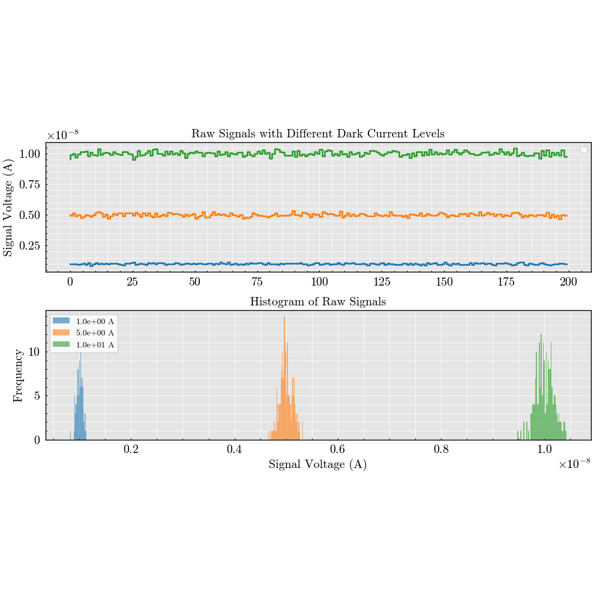 Raw Signals with Different Dark Current Levels
×10⁻⁸
Signal Voltage (A)
1.00
0.75
0.50
0.25
0 25 50 75 100 125 150 175 200
Histogram of Raw Signals
1.0e+00 A
5.0e+00 A
1.0e+01 A
Frequency
10
5
0
0.2 0.4 0.6 0.8 1.0
Signal Voltage (A)
×10⁻⁸